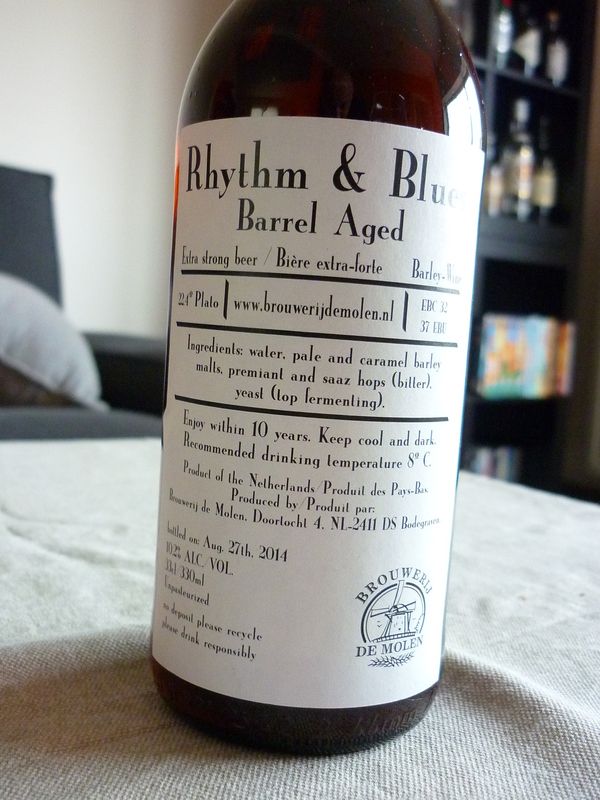 Rhythm & Blue
Barrel Aged
Extra strong beer / Bière extra-forte Barley-Wine
22.4° Plato www.brouwerijdemolen.nl EBC 32
37 EBU
Ingredients: water, pale and caramel barley
malts, premiant and saaz hops (bitter),
yeast (top fermenting).
Enjoy within 10 years. Keep cool and dark.
Recommended drinking temperature 8° C.
Product of the Netherlands/Produit des Pays-Bas.
Produced by/Produit par:
Brouwerij de Molen, Doortocht 4, NL-2411 DS Bodegraven
bottled on: Aug. 27th, 2014
10.2% ALC./VOL.
33cl/330ml
Unpasteurized
no deposit please recycle
please drink responsibly
BROUWERIJ
DE MOLEN